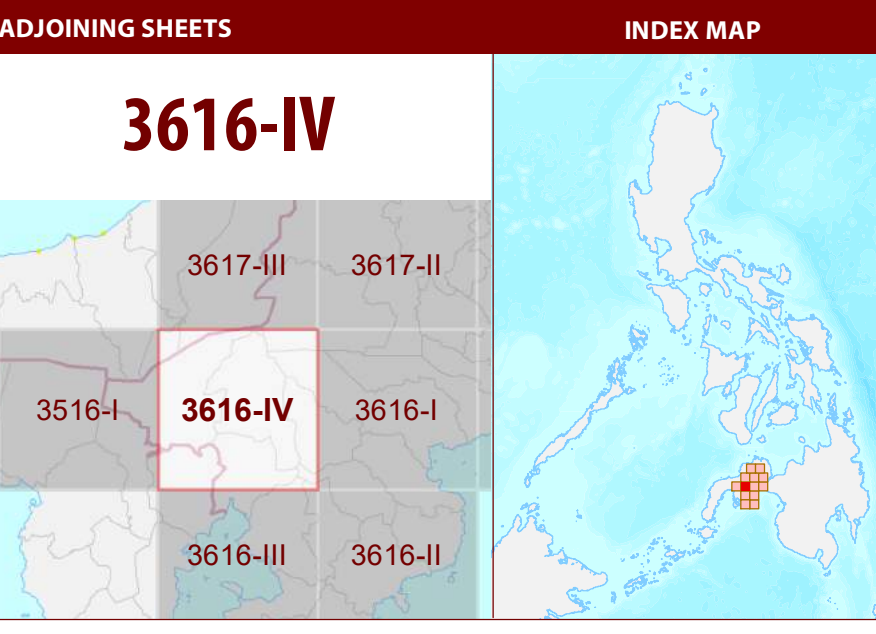 ADJOINING SHEETS
INDEX MAP
3616-IV
3617-III
3617-II
3516-I
3616-IV
3616-I
3616-III
3616-II